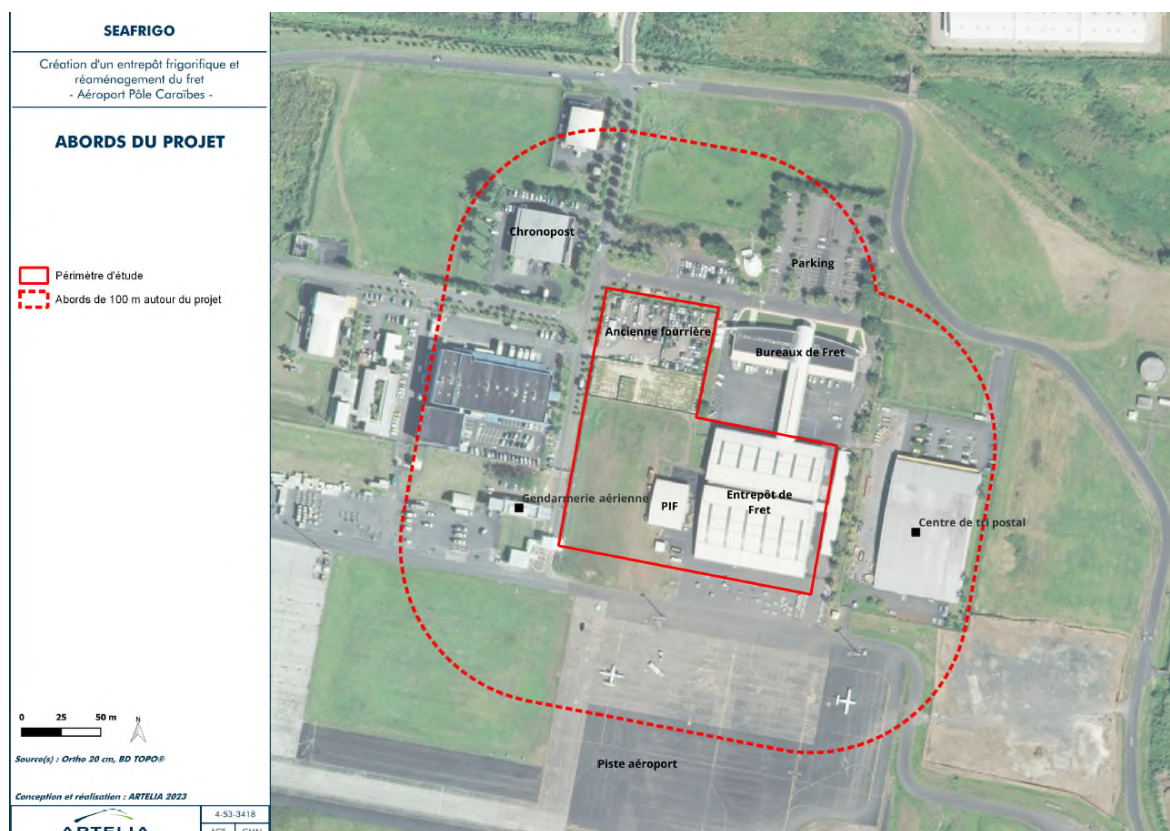 SEAFRIGO
Création d'un entrepôt frigorifique et
réaménagement du fret
- Aéroport Pôle Caraïbes -
ABORDS DU PROJET
Périmètre d'étude
Abords de 100 m autour du projet
0 25 50 m
N
Source(s) : Ortho 20 cm, BD TOPO®
Conception et réalisation : ARTELIA 2023
ARTELIA
4-53-3418
Chronopost
Parking
Ancienne fourrière
Bureaux de Fret
Gendarmerie aérienne
PIF
Entrepôt de
Fret
Centre de tri postal
Piste aéroport